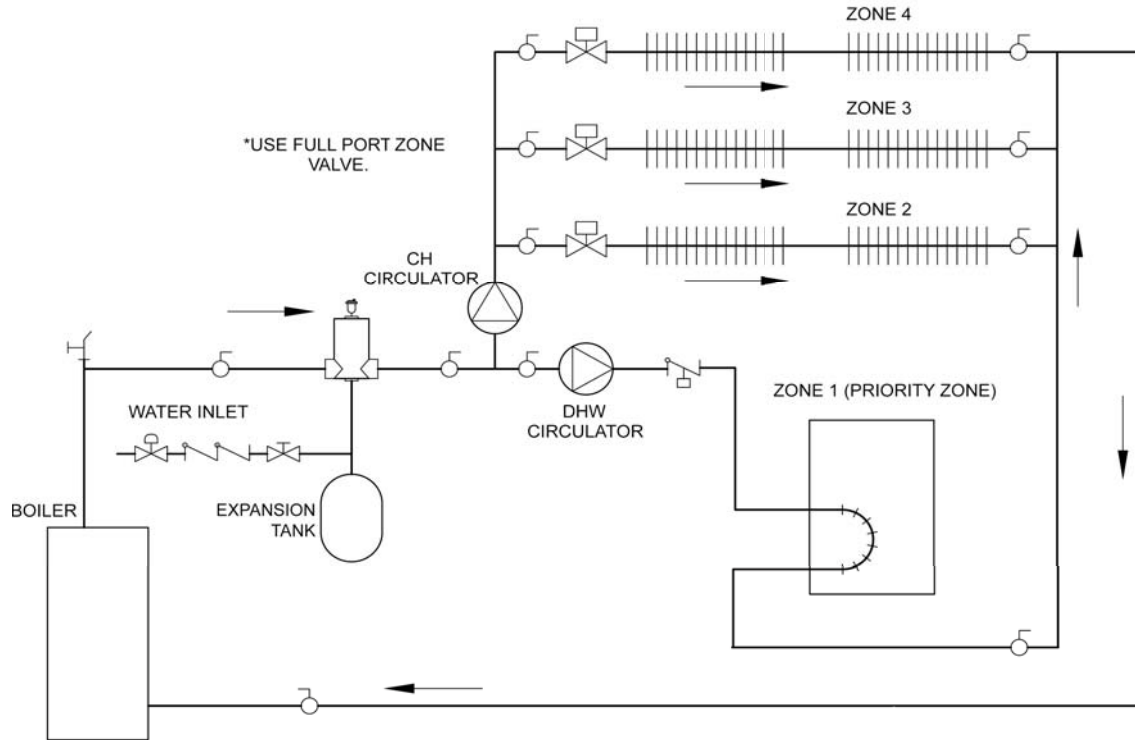 ZONE 4
ZONE 3
*USE FULL PORT ZONE
VALVE.
ZONE 2
CH
CIRCULATOR
DHW
CIRCULATOR
ZONE 1 (PRIORITY ZONE)
WATER INLET
BOILER
EXPANSION
TANK